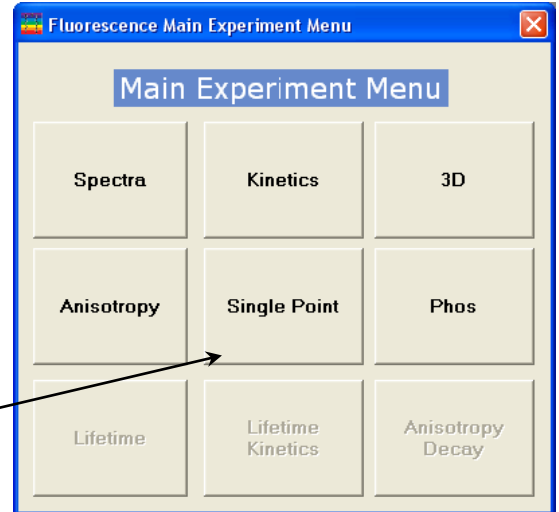 Fluorescence Main Experiment Menu
Main Experiment Menu
Spectra
Kinetics
3D
Anisotropy
Single Point
Phos
Lifetime
Lifetime
Kinetics
Anisotropy
Decay